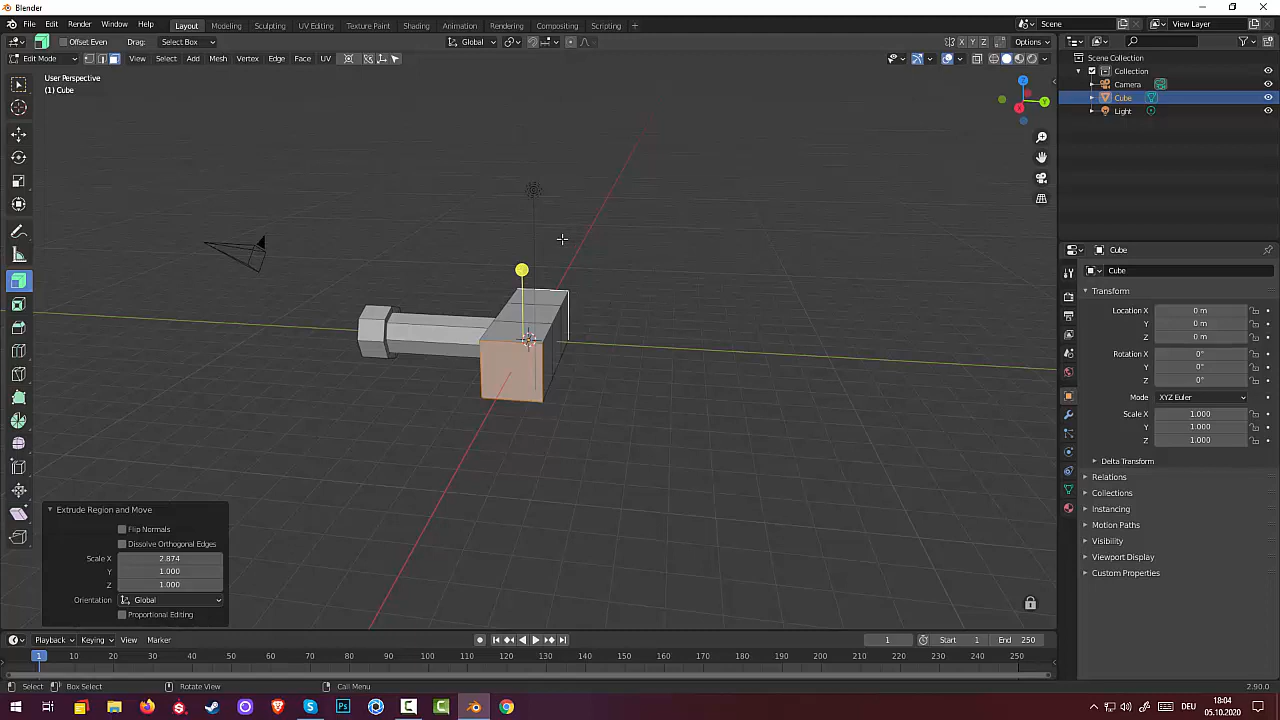 Blender
File Edit Render Window Help Layout Modeling Sculpting UV Editing Texture Paint Shading Animation Rendering Compositing Scripting + Scene View Layer
Offset Even Drag: Select Box Global X Y Z Options
Edit Mode View Select Add Mesh Vertex Edge Face UV
User Perspective
(1) Cube
Scene Collection
Collection
Camera
Cube
Light
Cube
Cube
Transform
Location X 0 m
Y 0 m
Z 0 m
Rotation X 0°
Y 0°
Z 0°
Mode XYZ Euler
Scale X 1.000
Y 1.000
Z 1.000
Delta Transform
Relations
Collections
Instancing
Motion Paths
Visibility
Viewport Display
Custom Properties
Extrude Region and Move
Flip Normals
Dissolve Orthogonal Edges
Scale X 2.874
Y 1.000
Z 1.000
Orientation Global
Proportional Editing
Playback Keying View Marker 1 Start 1 End 250
1 10 20 30 40 50 60 70 80 90 100 110 120 130 140 150 160 170 180 190 200 210 220 230 240 250
Select Box Select Rotate View Call Menu 2.90.0
DEU 18:04
05.10.2020